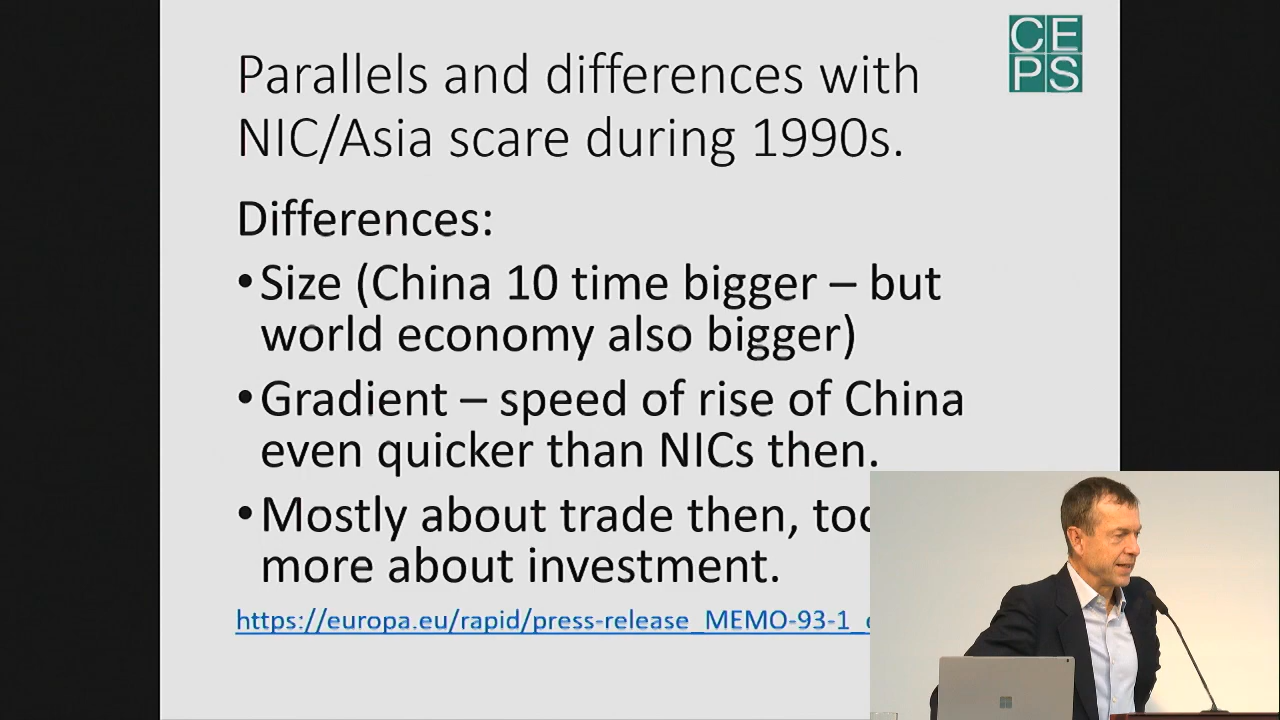 CE
PS
Parallels and differences with
NIC/Asia scare during 1990s.
Differences:
•Size (China 10 time bigger – but
world economy also bigger)
•Gradient – speed of rise of China
even quicker than NICs then.
•Mostly about trade then,
more about investment.
https://europa.eu/rapid/press-release_MEMO-93-1_